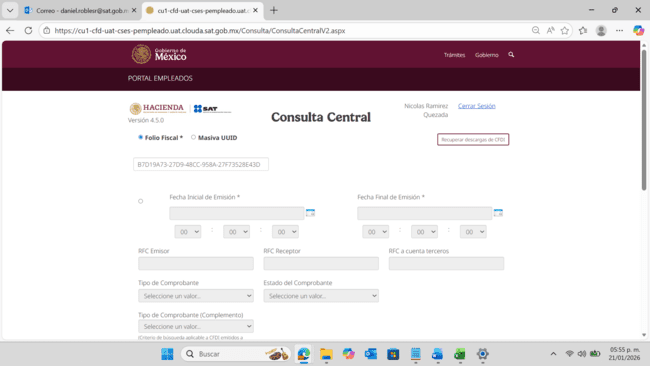 Correo - daniel.roblesr@sat.gob.m
cu1-cfd-uat-cses-pempleado.uat
https://cu1-cfd-uat-cses-pempleado.uat.clouda.sat.gob.mx/Consulta/ConsultaCentralV2.aspx
Gobierno de
México
Trámites
Gobierno
PORTAL EMPLEADOS
HACIENDA
SAT
Versión 4.5.0
Consulta Central
Nicolas Ramirez
Quezada
Cerrar Sesión
Folio Fiscal *
Masiva UUID
Recuperar descargas de CFDI
B7D19A73-27D9-48CC-958A-27F73528E43D
Fecha Inicial de Emisión *
Fecha Final de Emisión *
00 : 00 : 00
00 : 00 : 00
RFC Emisor
RFC Receptor
RFC a cuenta terceros
Tipo de Comprobante
Estado del Comprobante
Seleccione un valor...
Seleccione un valor...
Tipo de Comprobante (Complemento)
Seleccione un valor...
(Criterio de búsqueda aplicable a CFDI emitidos a
Buscar
05:55 p. m.
21/01/2026